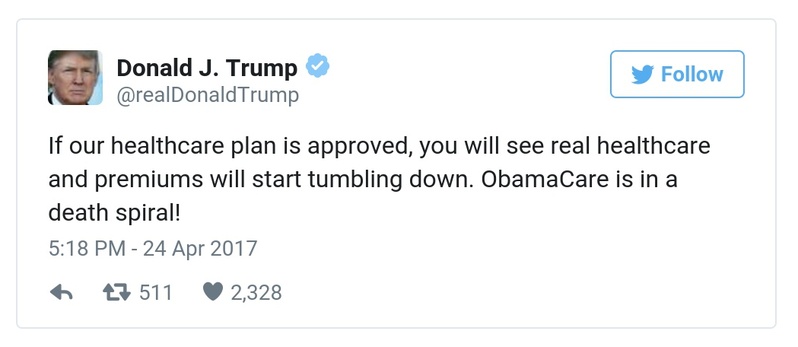 Donald J. Trump
@realDonaldTrump
Follow
If our healthcare plan is approved, you will see real healthcare
and premiums will start tumbling down. ObamaCare is in a
death spiral!
5:18 PM - 24 Apr 2017
511 2,328